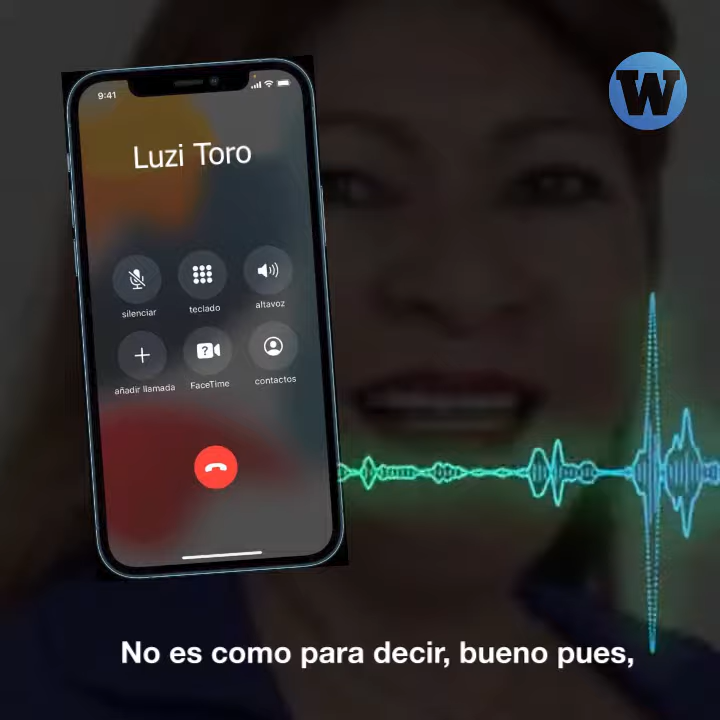 W
9:41
Luzi Toro
silenciar
teclado
altavoz
añadir llamada
FaceTime
contactos
No es como para decir, bueno pues,